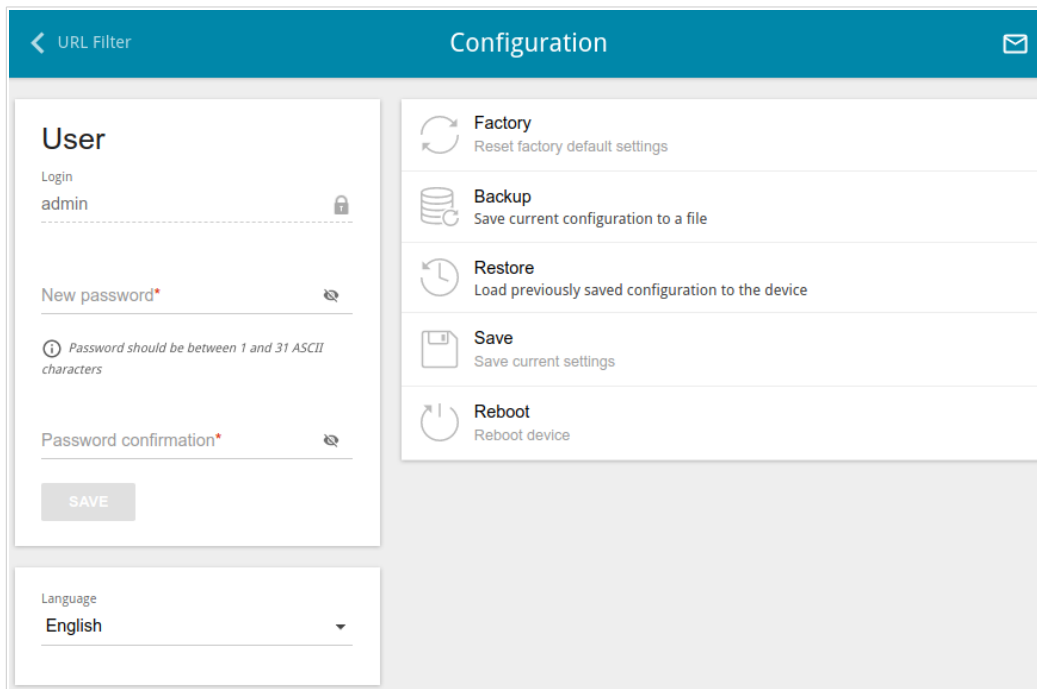 URL Filter
Configuration
User
Login
admin
New password*
Password should be between 1 and 31 ASCII
characters
Password confirmation*
SAVE
Language
English
Factory
Reset factory default settings
Backup
Save current configuration to a file
Restore
Load previously saved configuration to the device
Save
Save current settings
Reboot
Reboot device